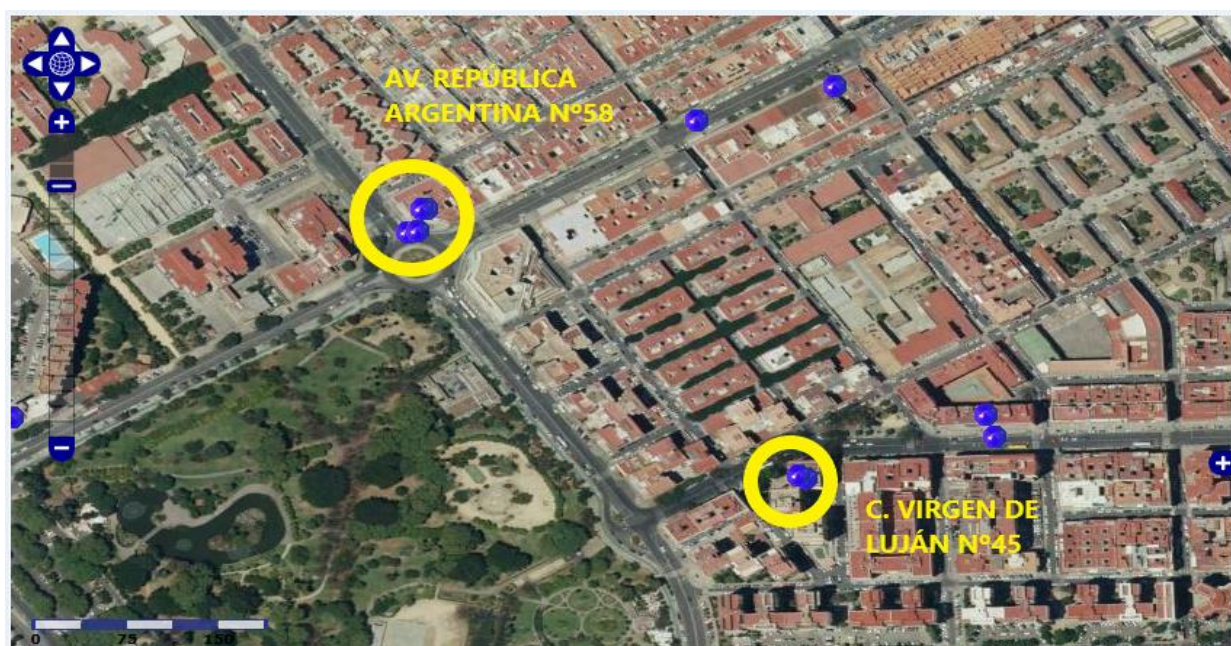 AV. REPÚBLICA
ARGENTINA Nº58
C. VIRGEN DE
LUJÁN Nº45
0 75 150